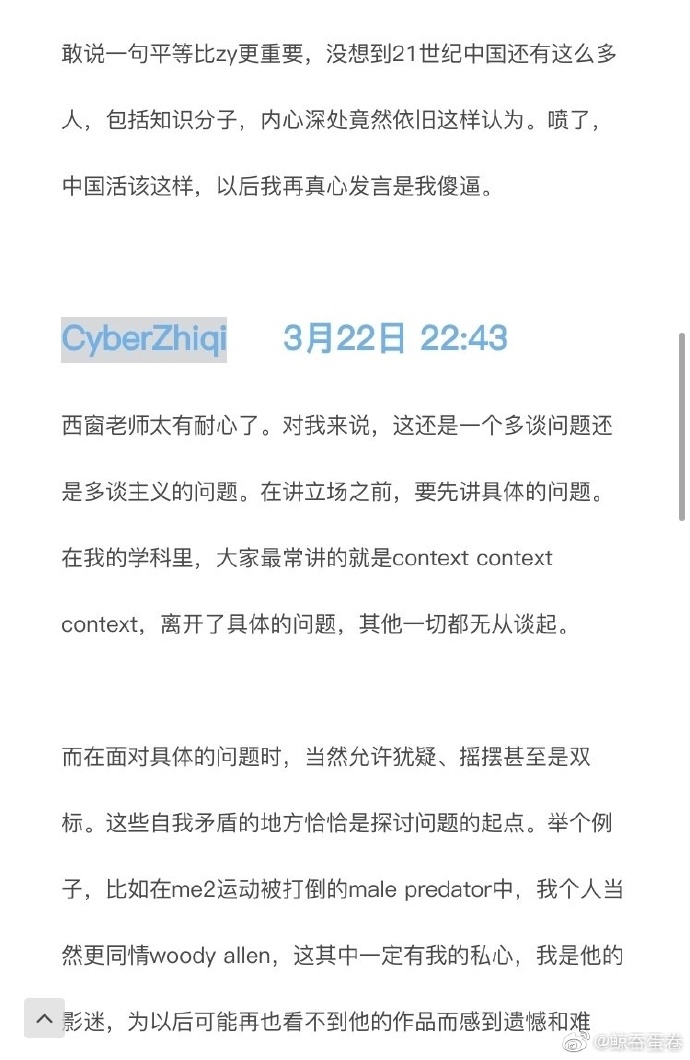 敢说一句平等比zy更重要，没想到21世纪中国还有这么多
人，包括知识分子，内心深处竟然依旧这样认为。喷了，
中国活该这样，以后我再真心发言是我傻逼。
CyberZhiqi 3月22日 22:43
西窗老师太有耐心了。对我来说，这还是一个多谈问题还
是多谈主义的问题。在讲立场之前，要先讲具体的问题。
在我的学科里，大家最常讲的就是context context
context，离开了具体的问题，其他一切都无从谈起。
而在面对具体的问题时，当然允许犹疑、摇摆甚至是双
标。这些自我矛盾的地方恰恰是探讨问题的起点。举个例
子，比如在me2运动被打倒的male predator中，我个人当
然更同情woody allen，这其中一定有我的私心，我是他的
影迷，为以后可能再也看不到他的作品而感到遗憾和难
@鲸吞蛋卷